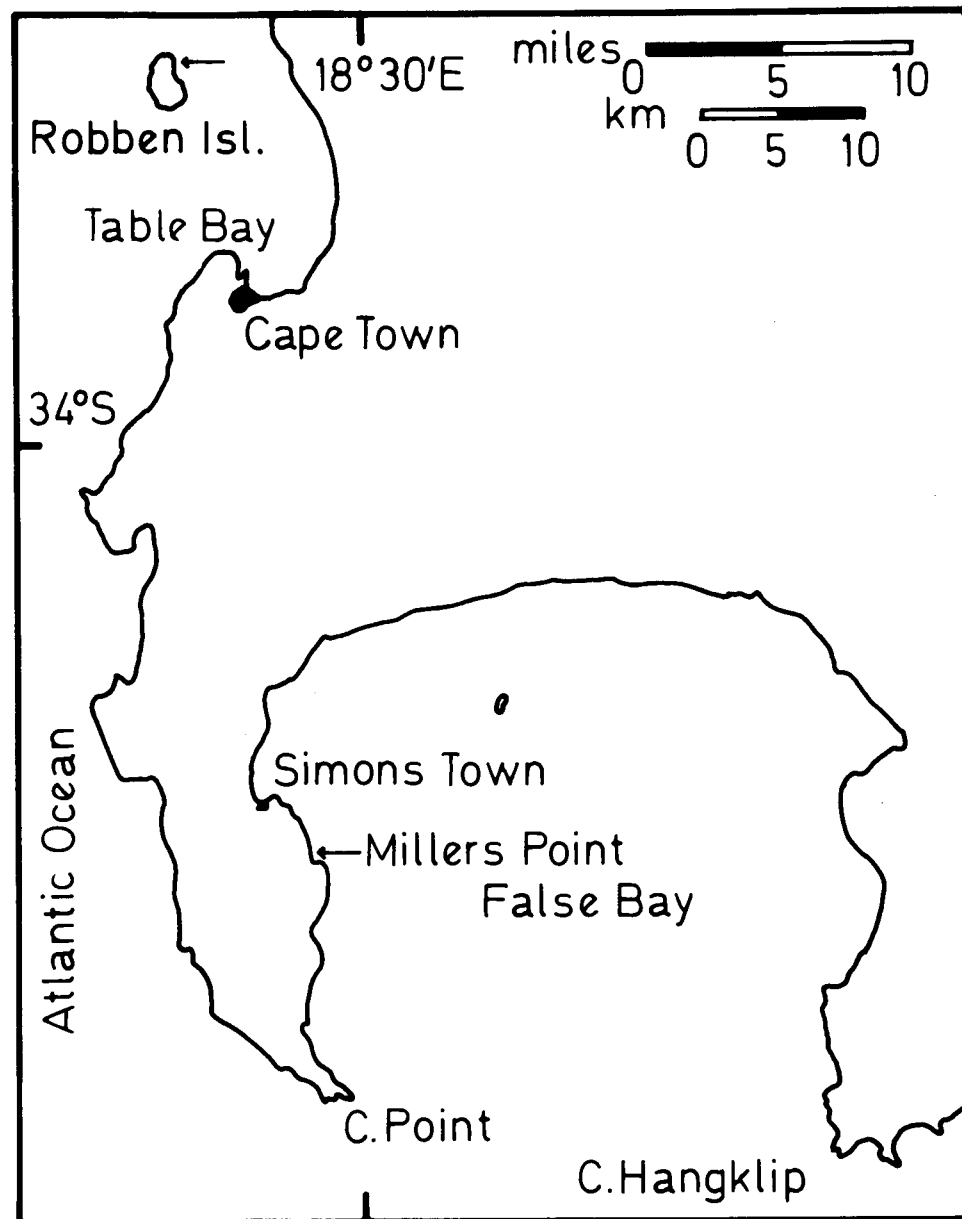 miles
0 5 10
18°30'E
km
0 5 10
Robben Isl.
Table Bay
Cape Town
34°S
Simons Town
Millers Point
False Bay
Atlantic Ocean
C.Point
C.Hangklip